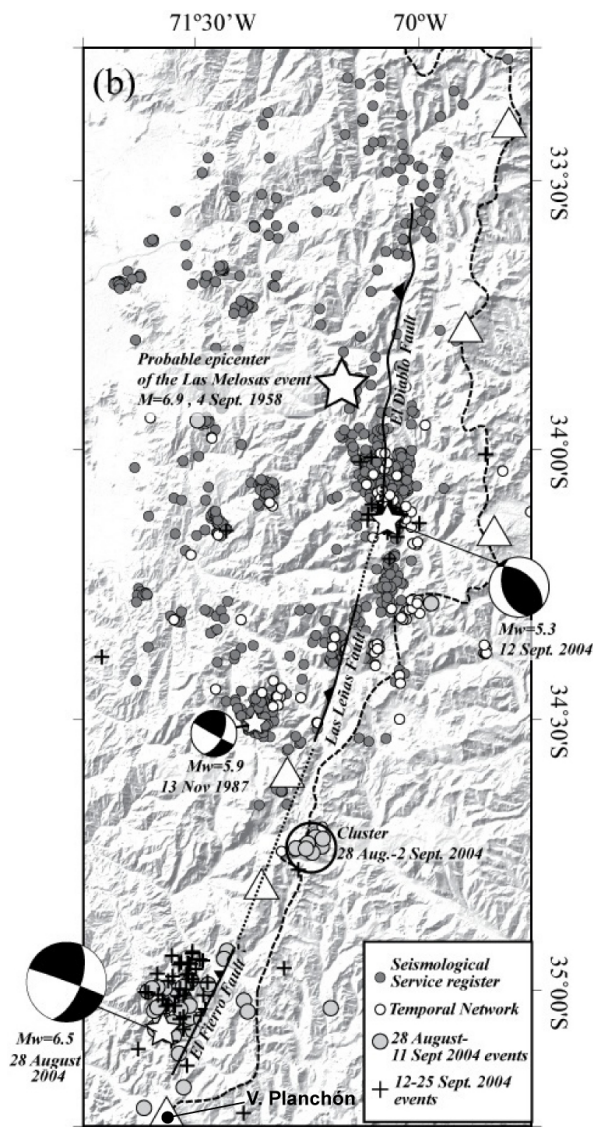 71°30'W
70°W
(b)
33°30'S
Probable epicenter
of the Las Melosas event
M=6.9 , 4 Sept. 1958
El Diablo Fault
34°00'S
Mw=5.3
12 Sept. 2004
Las Leñas Fault
34°30'S
Mw=5.9
13 Nov 1987
Cluster
28 Aug.-2 Sept. 2004
35°00'S
El Fierro Fault
Mw=6.5
28 August
2004
V. Planchón
Seismological
Service register
Temporal Network
28 August-
11 Sept 2004 events
12-25 Sept. 2004
events